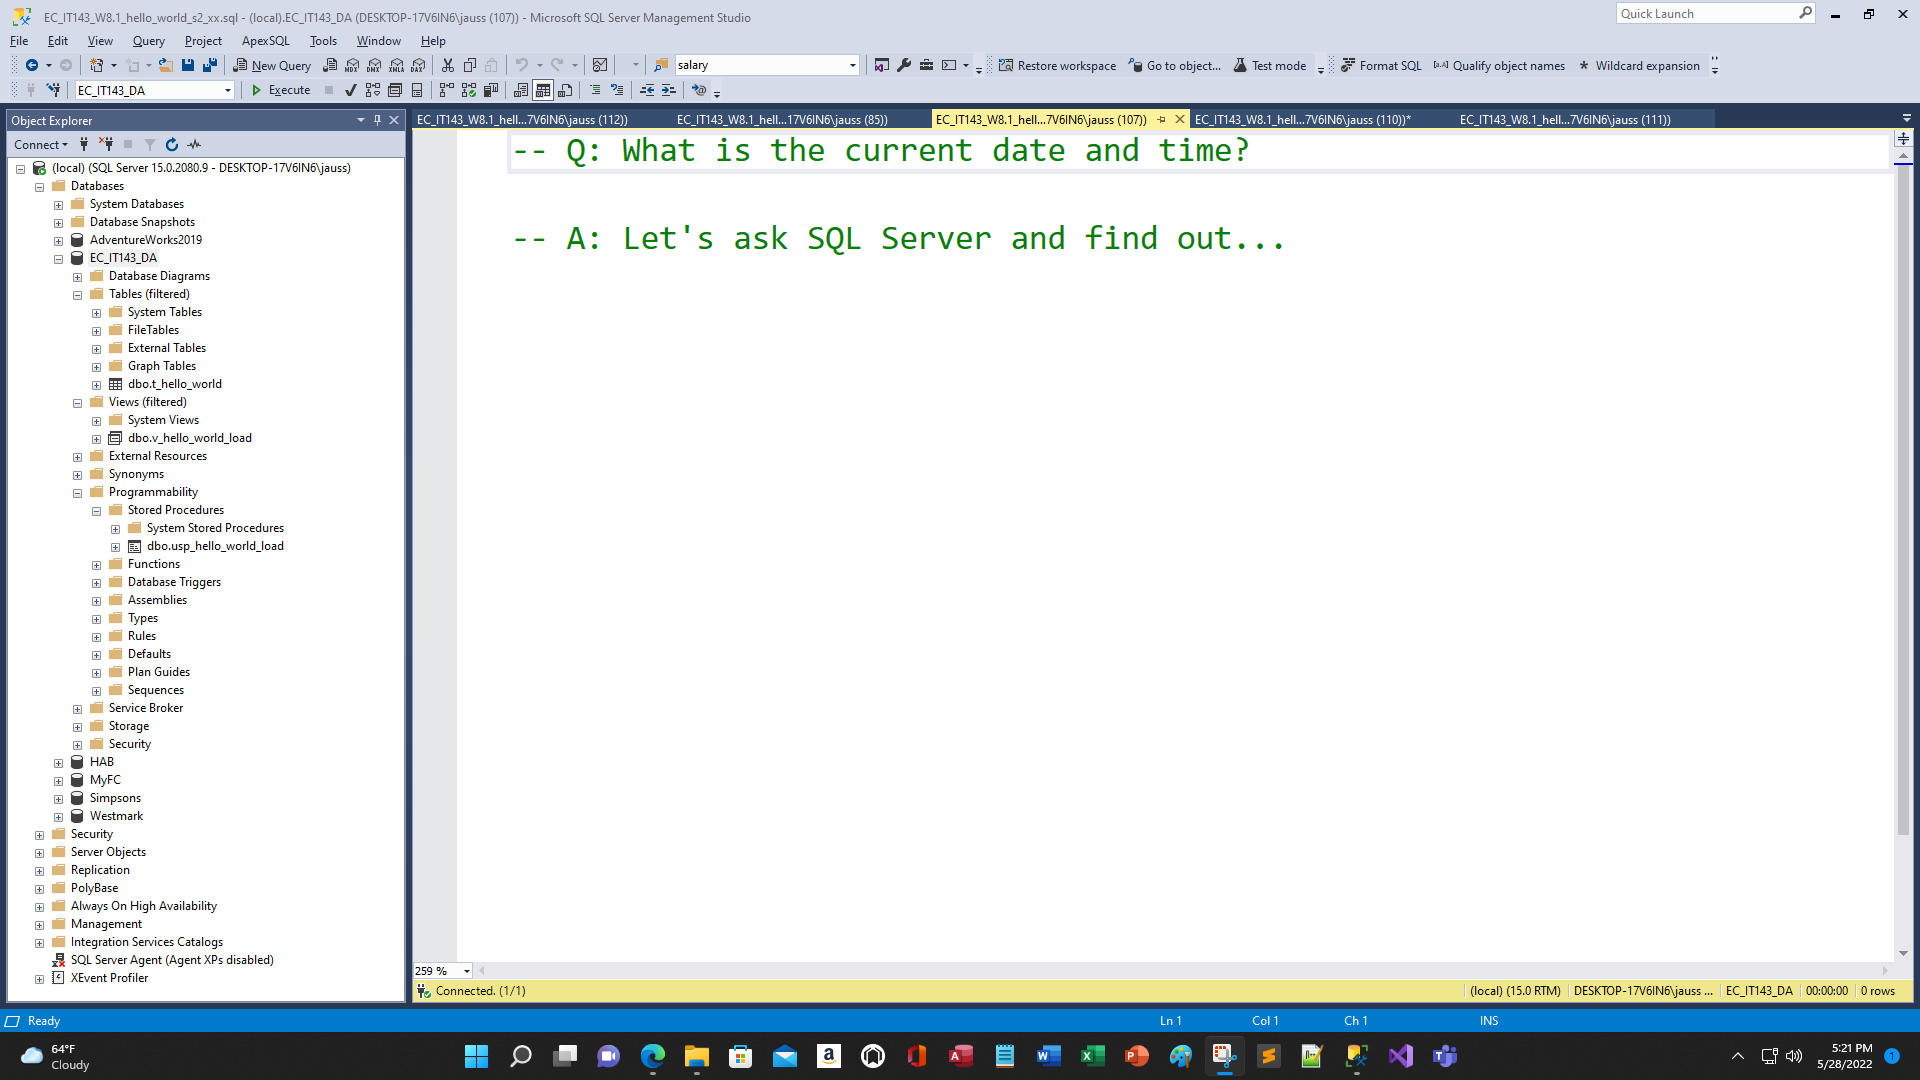 EC_IT143_W8.1_hello_world_s2_xx.sql - (local).EC_IT143_DA (DESKTOP-17V6IN6\jauss (107)) - Microsoft SQL Server Management Studio
Quick Launch
File Edit View Query Project ApexSQL Tools Window Help
New Query
MDX DMX XMLA DAX
salary
Restore workspace Go to object... Test mode Format SQL Qualify object names Wildcard expansion
EC_IT143_DA
Execute
Object Explorer
EC_IT143_W8.1_hell...7V6IN6\jauss (112)) EC_IT143_W8.1_hell...17V6IN6\jauss (85)) EC_IT143_W8.1_hell...7V6IN6\jauss (107)) EC_IT143_W8.1_hell...7V6IN6\jauss (110))* EC_IT143_W8.1_hell...7V6IN6\jauss (111))
Connect
(local) (SQL Server 15.0.2080.9 - DESKTOP-17V6IN6\jauss)
Databases
System Databases
Database Snapshots
AdventureWorks2019
EC_IT143_DA
Database Diagrams
Tables (filtered)
System Tables
FileTables
External Tables
Graph Tables
dbo.t_hello_world
Views (filtered)
System Views
dbo.v_hello_world_load
External Resources
Synonyms
Programmability
Stored Procedures
System Stored Procedures
dbo.usp_hello_world_load
Functions
Database Triggers
Assemblies
Types
Rules
Defaults
Plan Guides
Sequences
Service Broker
Storage
Security
HAB
MyFC
Simpsons
Westmark
Security
Server Objects
Replication
PolyBase
Always On High Availability
Management
Integration Services Catalogs
SQL Server Agent (Agent XPs disabled)
XEvent Profiler
-- Q: What is the current date and time?
-- A: Let's ask SQL Server and find out...
259 %
Connected. (1/1)
(local) (15.0 RTM) DESKTOP-17V6IN6\jauss ... EC_IT143_DA 00:00:00 0 rows
Ready
Ln 1 Col 1 Ch 1 INS
64°F
Cloudy
5:21 PM
5/28/2022
1